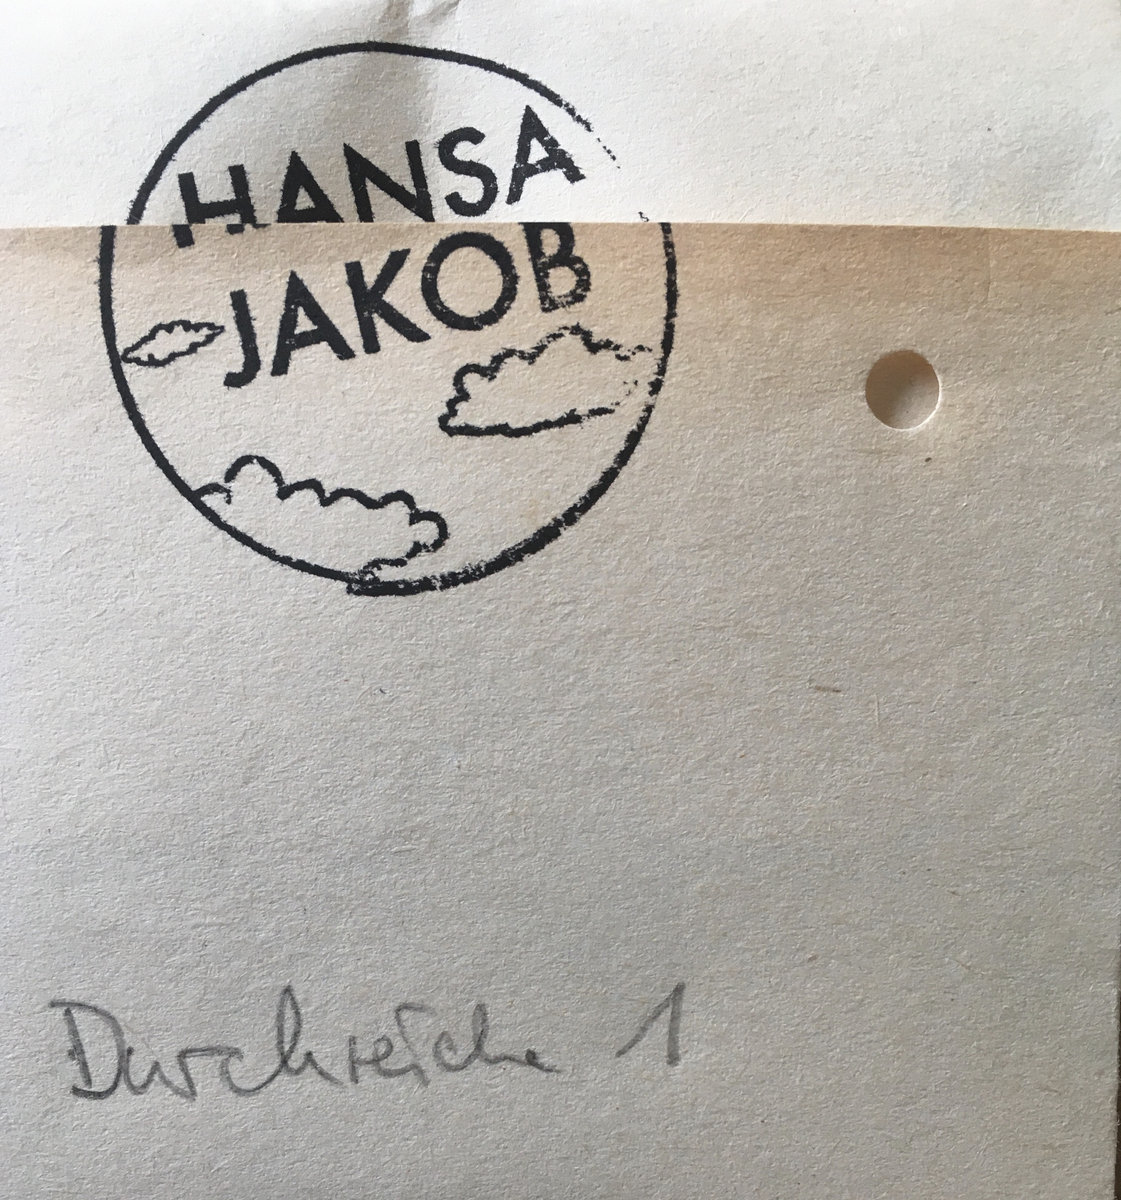 HANSA
JAKOB
Durchreiche 1